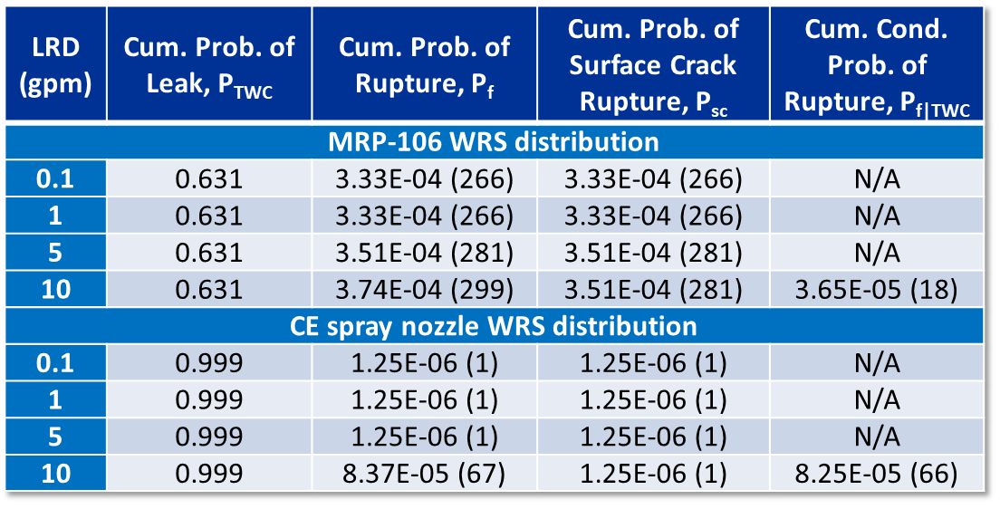 LRD (gpm) Cum. Prob. of Leak, P_TWC Cum. Prob. of Rupture, P_f Cum. Prob. of Surface Crack Rupture, P_sc Cum. Cond. Prob. of Rupture, P_f|TWC
MRP-106 WRS distribution
0.1 0.631 3.33E-04 (266) 3.33E-04 (266) N/A
1 0.631 3.33E-04 (266) 3.33E-04 (266) N/A
5 0.631 3.51E-04 (281) 3.51E-04 (281) N/A
10 0.631 3.74E-04 (299) 3.51E-04 (281) 3.65E-05 (18)
CE spray nozzle WRS distribution
0.1 0.999 1.25E-06 (1) 1.25E-06 (1) N/A
1 0.999 1.25E-06 (1) 1.25E-06 (1) N/A
5 0.999 1.25E-06 (1) 1.25E-06 (1) N/A
10 0.999 8.37E-05 (67) 1.25E-06 (1) 8.25E-05 (66)